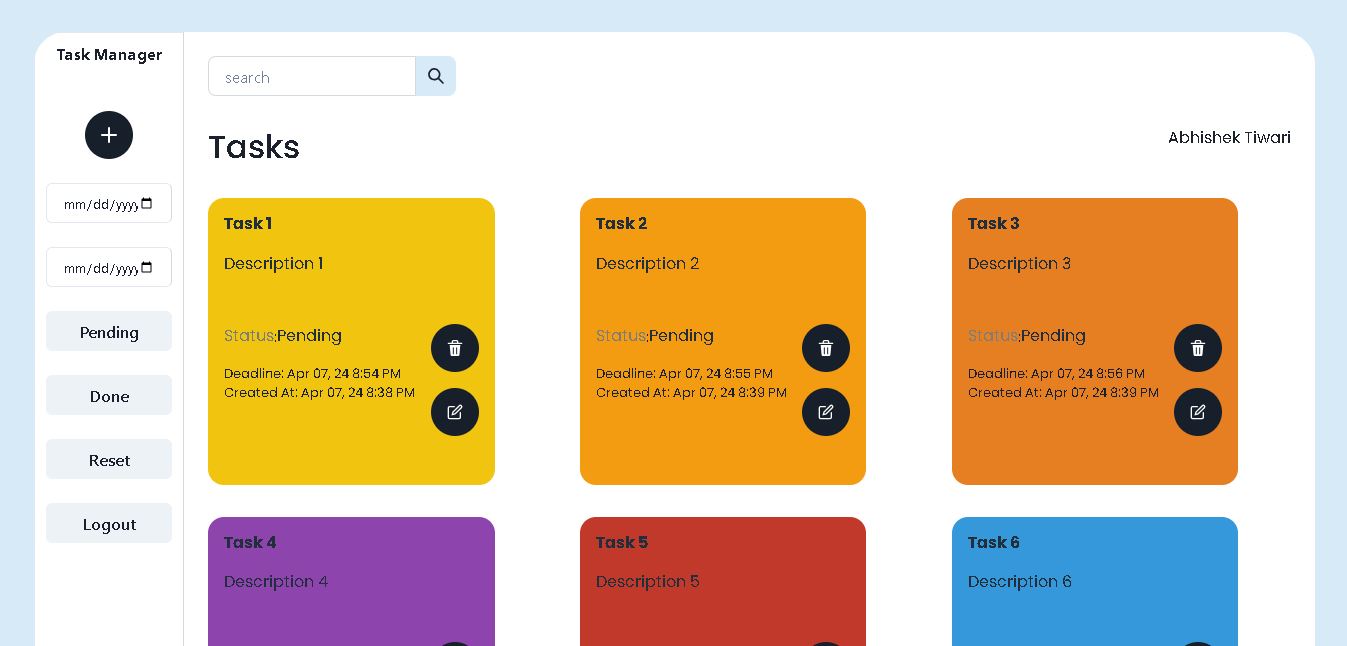 Task Manager
mm/dd/yyyy
mm/dd/yyyy
Pending
Done
Reset
Logout
search
Tasks
Abhishek Tiwari
Task 1
Description 1
Status:Pending
Deadline: Apr 07, 24 8:54 PM
Created At: Apr 07, 24 8:38 PM
Task 2
Description 2
Status:Pending
Deadline: Apr 07, 24 8:55 PM
Created At: Apr 07, 24 8:39 PM
Task 3
Description 3
Status:Pending
Deadline: Apr 07, 24 8:56 PM
Created At: Apr 07, 24 8:39 PM
Task 4
Description 4
Task 5
Description 5
Task 6
Description 6